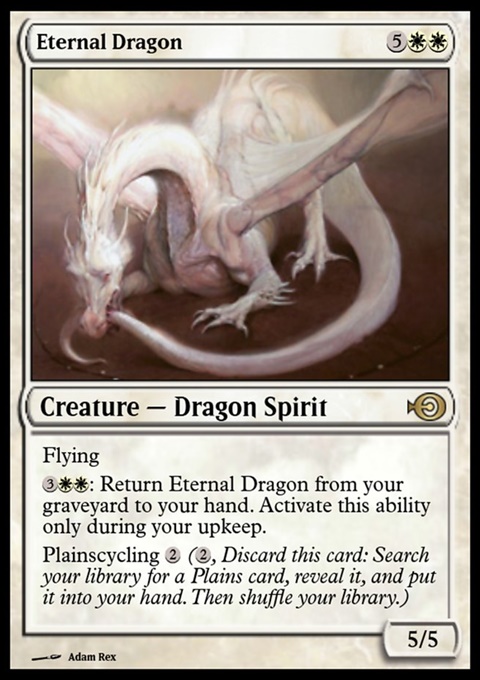 Eternal Dragon 5
Creature — Dragon Spirit
Flying
3: Return Eternal Dragon from your
graveyard to your hand. Activate this ability
only during your upkeep.
Plainscycling 2 (2, Discard this card: Search
your library for a Plains card, reveal it, and put
it into your hand. Then shuffle your library.)
5/5
Adam Rex